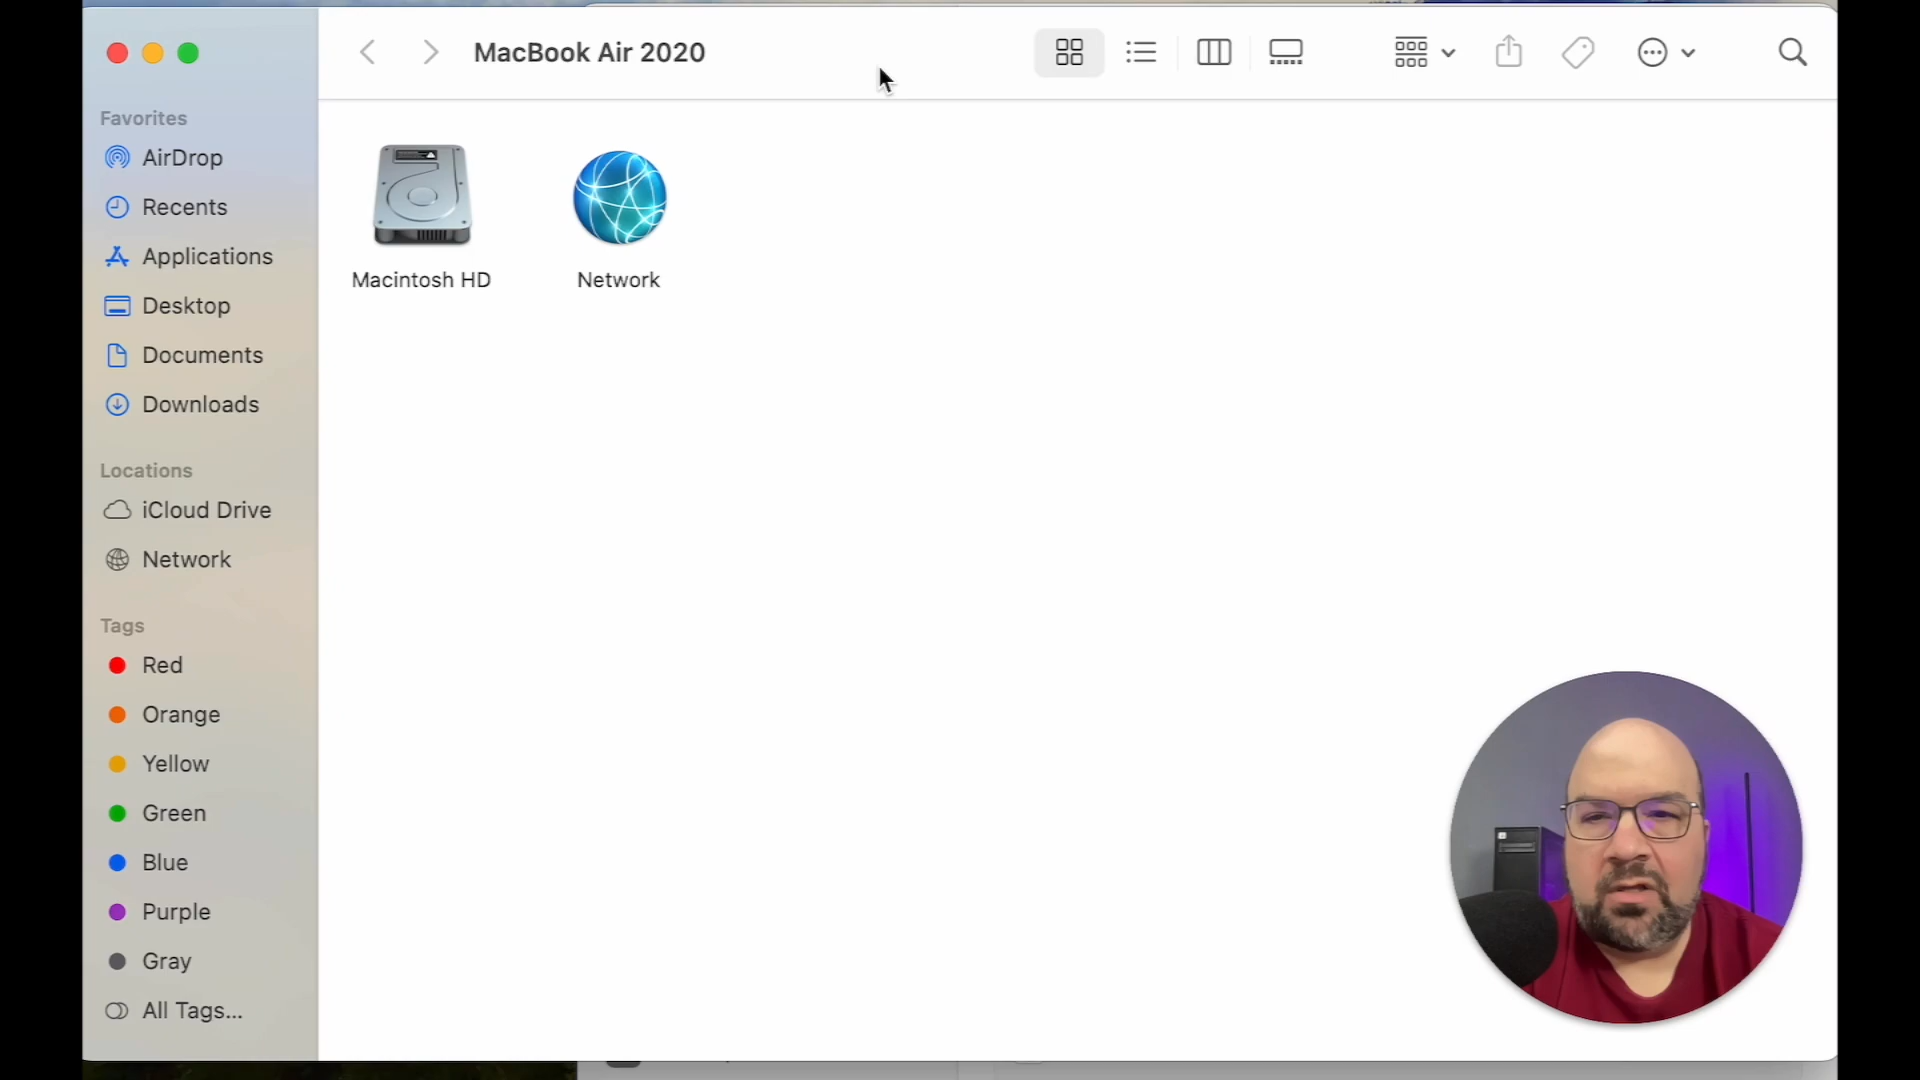 MacBook Air 2020
Favorites
AirDrop
Recents
Applications
Desktop
Documents
Downloads
Locations
iCloud Drive
Network
Tags
Red
Orange
Yellow
Green
Blue
Purple
Gray
All Tags...
Macintosh HD
Network